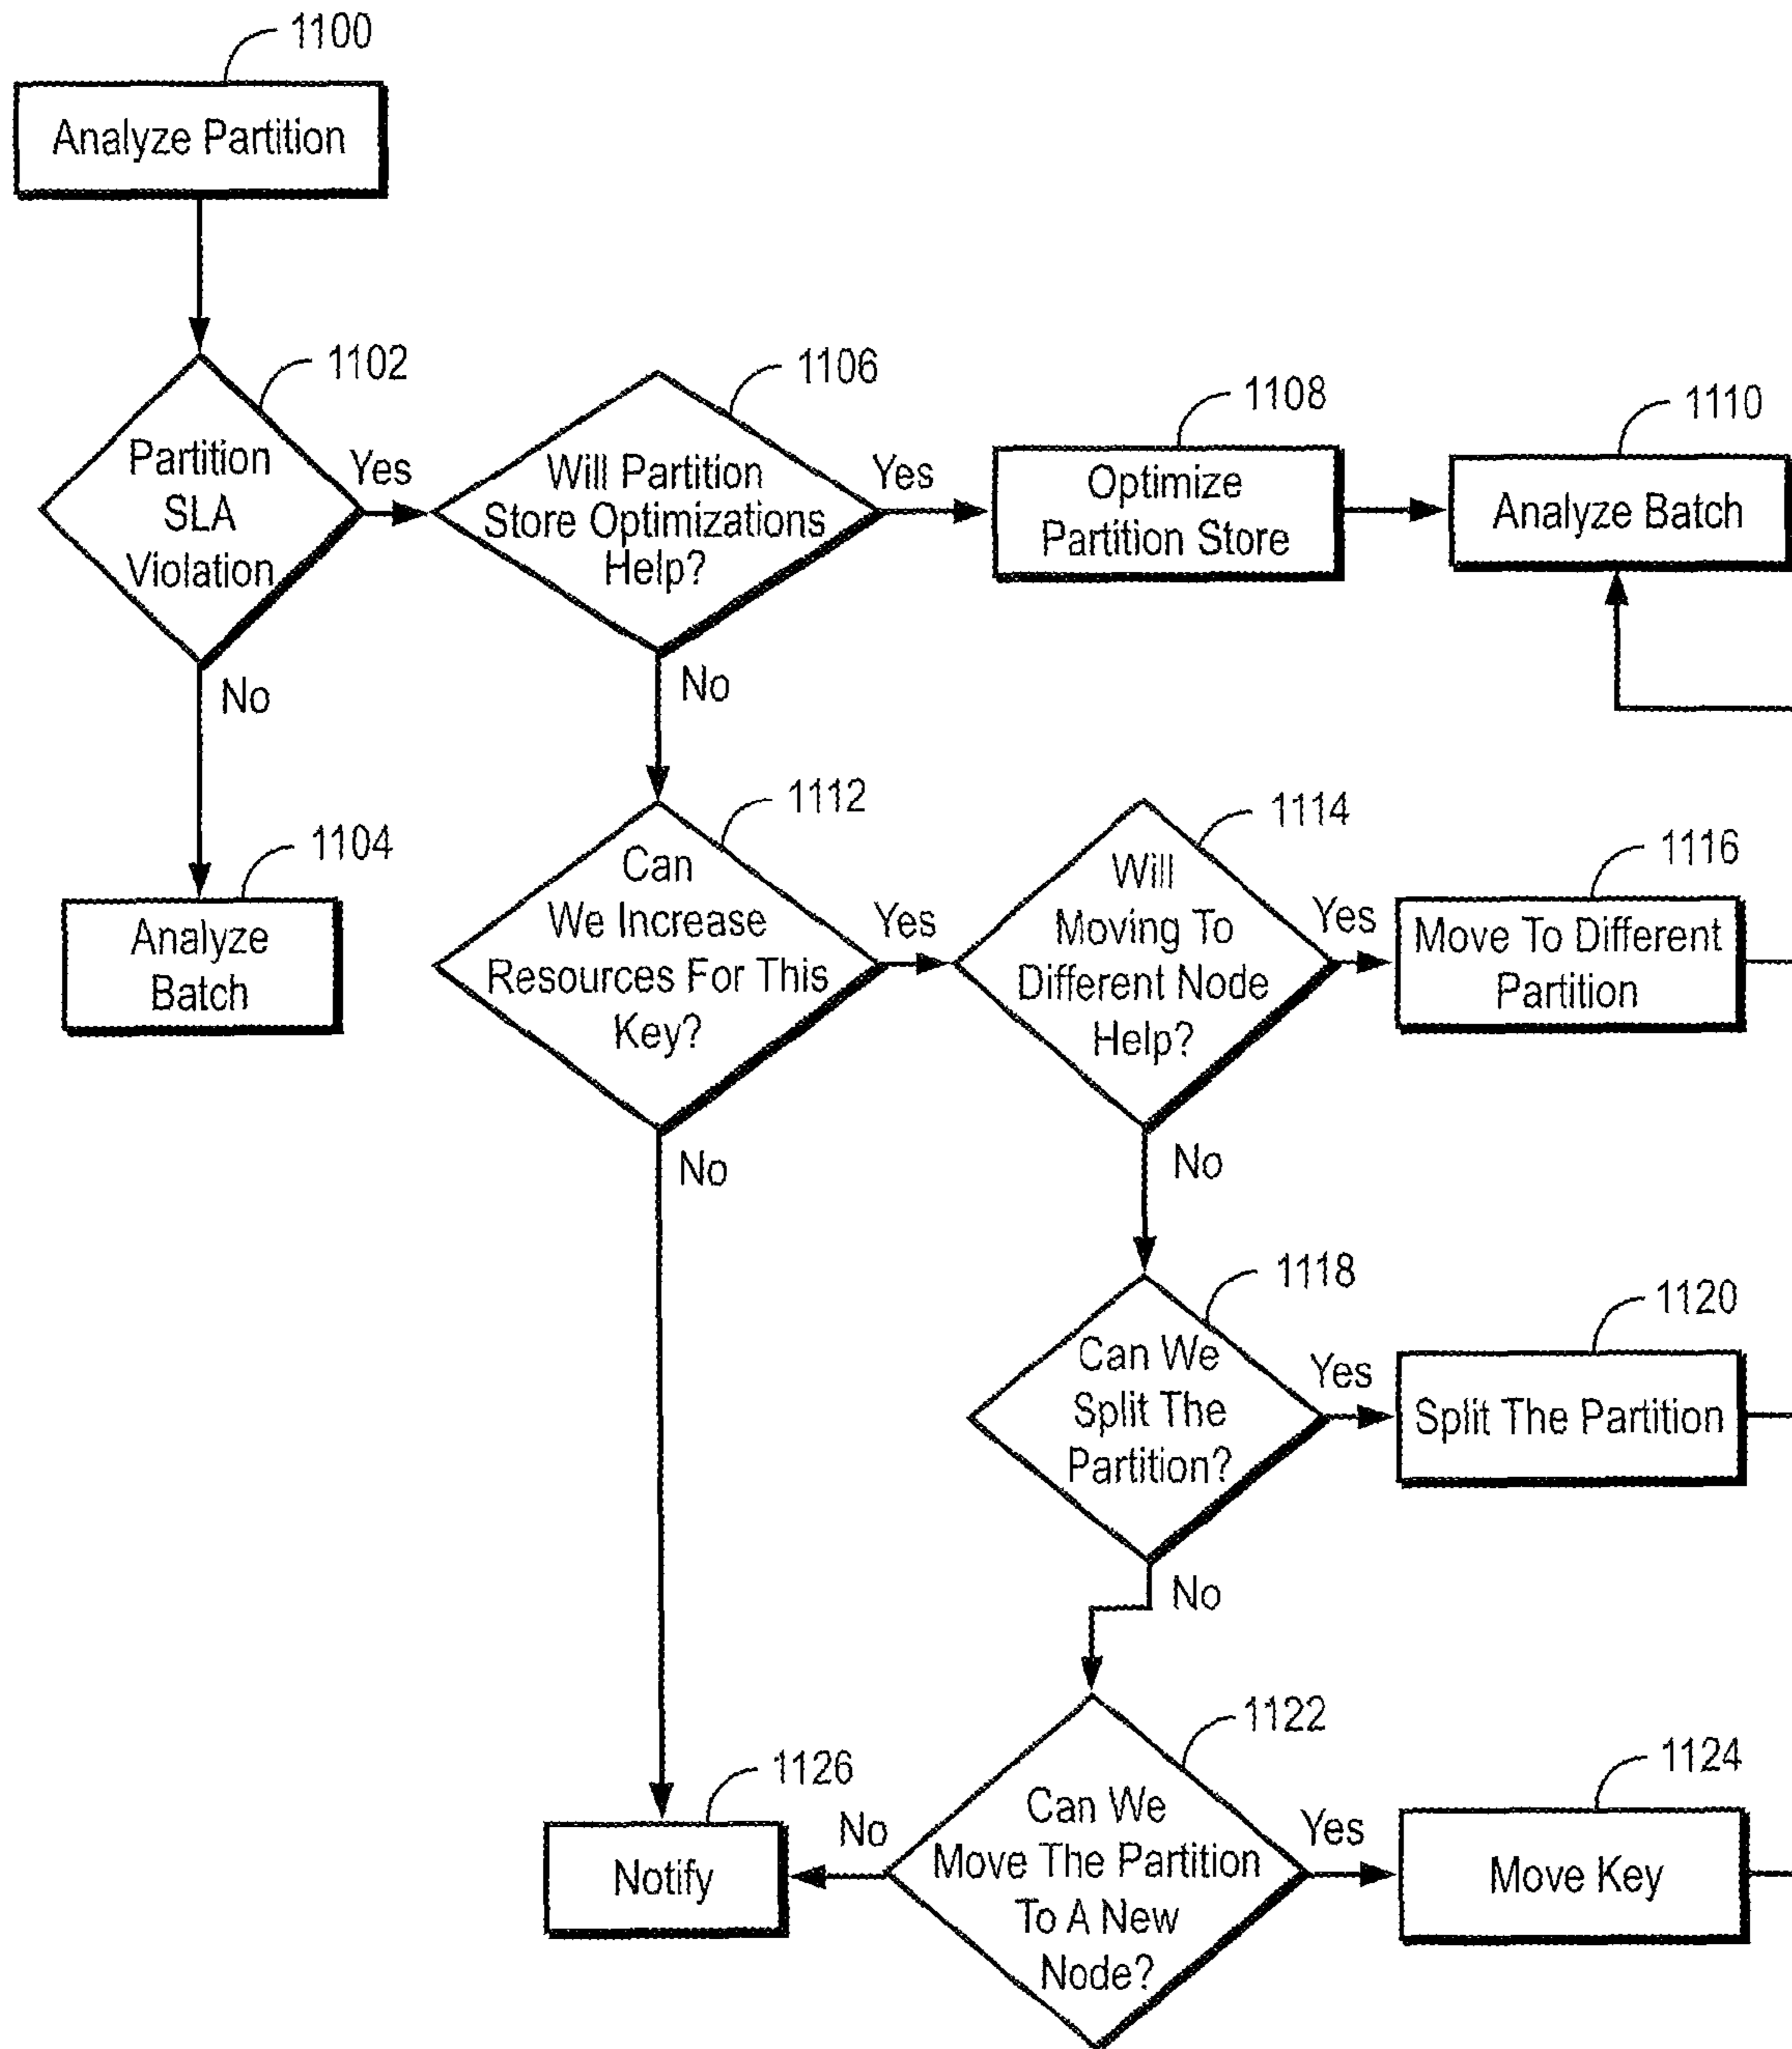 1100
Analyze Partition
1102
Partition
SLA
Violation
Yes
No
1104
Analyze
Batch
1106
Will Partition
Store Optimizations
Help?
Yes
No
1108
Optimize
Partition Store
1110
Analyze Batch
1112
Can
We Increase
Resources For This
Key?
Yes
No
1114
Will
Moving To
Different Node
Help?
Yes
No
1116
Move To Different
Partition
1118
Can We
Split The
Partition?
Yes
No
1120
Split The Partition
1122
Can We
Move The Partition
To A New
Node?
Yes
No
1124
Move Key
1126
Notify